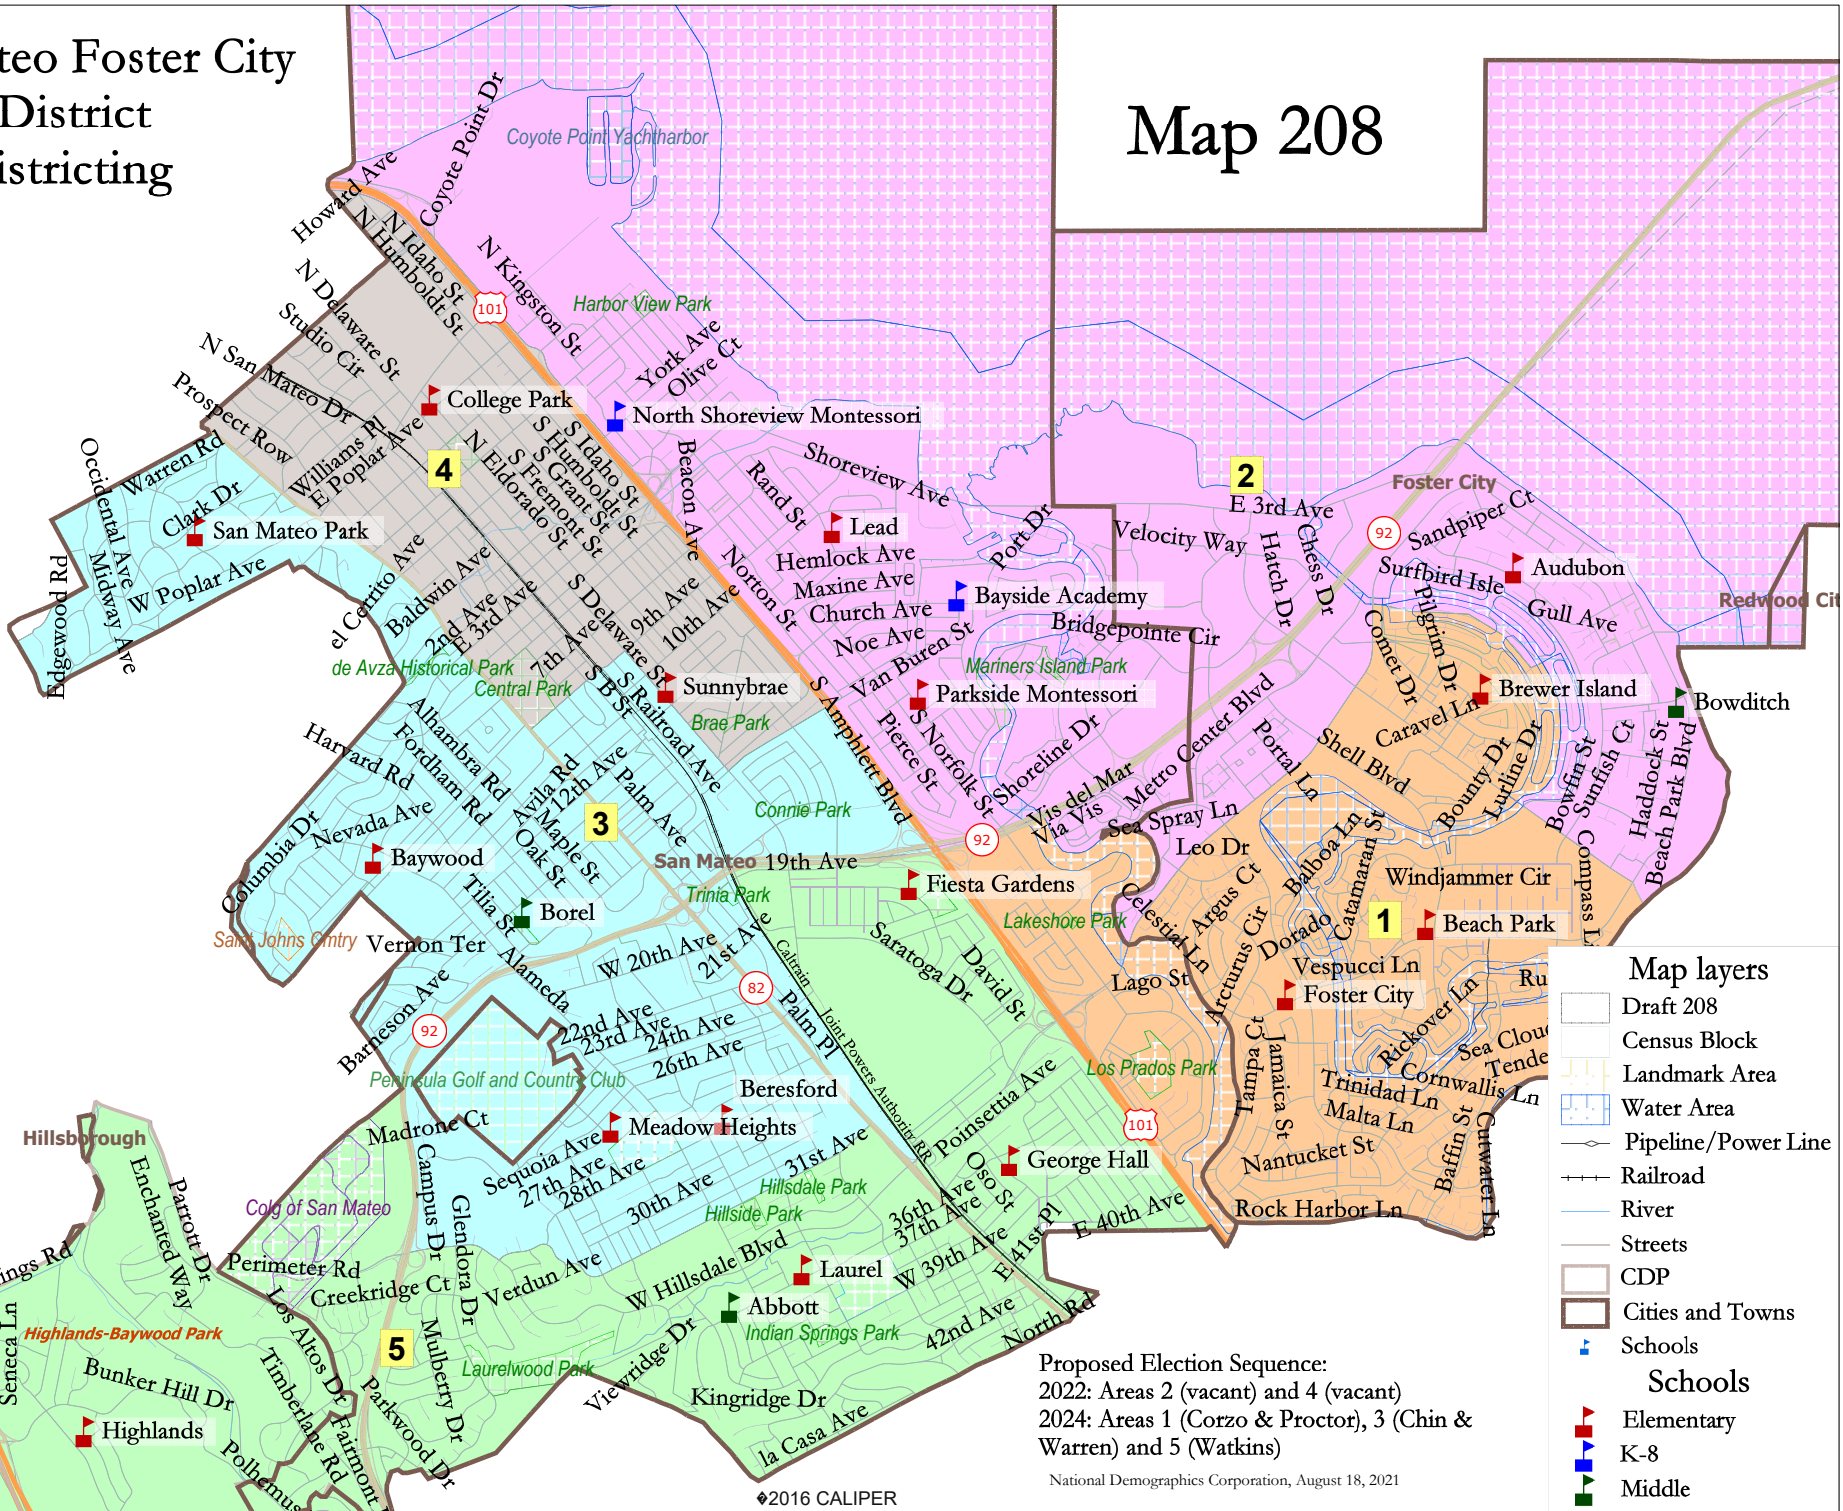 teo Foster City
District
istricting
Map 208
Coyote Point Yachtharbor
Coyote Point Dr
Howard Ave
N Idaho St
N Humboldt St
N Kingston St
101
Harbor View Park
N Delaware St
Studio Cir
N San Mateo Dr
Prospect Row
York Ave
Olive Ct
College Park
North Shoreview Montessori
Williams Pl
E Poplar Ave
4
N Eldorado St
S Fremont St
S Grant St
S Humboldt St
S Idaho St
Beacon Ave
Rand St
Shoreview Ave
Lead
Hemlock Ave
Maxine Ave
Church Ave
Noe Ave
Van Buren St
Norton St
Port Dr
Bayside Academy
Bridgepointe Cir
Mariners Island Park
Parkside Montessori
2
E 3rd Ave
Velocity Way
Hatch Dr
Chess Dr
Foster City
92
Sandpiper Ct
Surfbird Isle
Audubon
Gull Ave
Redwood Cit
Pilgrim Dr
Comet Dr
Brewer Island
Caravel Ln
Bowditch
Occidental Ave
Warren Rd
Clark Dr
San Mateo Park
Midway Ave
W Poplar Ave
Edgewood Rd
el Cerrito Ave
Baldwin Ave
2nd Ave
E 3rd Ave
de Avza Historical Park
Central Park
7th Ave
S B St
S Delaware St
9th Ave
10th Ave
S Railroad Ave
Sunnybrae
Brae Park
S Amphlett Blvd
Pierce St
S Norfolk St
Shoreline Dr
Vis del Mar
Via Vis
Metro Center Blvd
Sea Spray Ln
Portal Ln
Shell Blvd
Bounty Dr
Lurline Dr
Bowfin St
Sunfish Ct
Haddock St
Beach Park Blvd
Compass L
Alhambra Rd
Fordham Rd
Harvard Rd
Nevada Ave
Columbia Dr
Baywood
Avila Rd
12th Ave
Maple St
Oak St
Palm Ave
3
Connie Park
San Mateo
19th Ave
92
Trinia Park
Fiesta Gardens
Lakeshore Park
Leo Dr
Argus Ct
Celestial Ln
Arcturus Cir
Balboa Ln
Catamaran St
Dorado
Windjammer Cir
1
Beach Park
Vespucci Ln
Foster City
Rickover Ln
Ru
Sea Clou
Tende
Cornwallis Ln
Trinidad Ln
Malta Ln
Nantucket St
Jamaica St
Tampa Ct
Baffin St
Cutwater Ln
Rock Harbor Ln
Tilia St
Borel
Saint Johns Cmtry
Vernon Ter
Alameda
Barneson Ave
92
W 20th Ave
21st Ave
82
Caltrain
Joint Powers Authority RR
Palm Pl
Saratoga Dr
David St
Lago St
22nd Ave
23rd Ave
24th Ave
26th Ave
Peninsula Golf and Country Club
Beresford
Meadow Heights
Los Prados Park
101
Poinsettia Ave
George Hall
Oso St
Hillsborough
Madrone Ct
Sequoia Ave
27th Ave
28th Ave
30th Ave
31st Ave
Hillsdale Park
Hillside Park
Campus Dr
Glendora Dr
Colg of San Mateo
Enchanted Way
Parrott Dr
Perimeter Rd
Creekridge Ct
Verdun Ave
W Hillsdale Blvd
36th Ave
37th Ave
W 39th Ave
E 41st Pl
E 40th Ave
Laurel
Abbott
Indian Springs Park
42nd Ave
North Rd
ings Rd
Seneca Ln
Highlands-Baywood Park
Los Altos Dr
5
Mulberry Dr
Laurelwood Park
Viewridge Dr
Kingridge Dr
la Casa Ave
Bunker Hill Dr
Timberlane Rd
Highlands
Polhemus
Fairmont
Parkwood Dr
Proposed Election Sequence:
2022: Areas 2 (vacant) and 4 (vacant)
2024: Areas 1 (Corzo & Proctor), 3 (Chin &
Warren) and 5 (Watkins)
National Demographics Corporation, August 18, 2021
�2016 CALIPER
Map layers
Draft 208
Census Block
Landmark Area
Water Area
Pipeline/Power Line
Railroad
River
Streets
CDP
Cities and Towns
Schools
Schools
Elementary
K-8
Middle